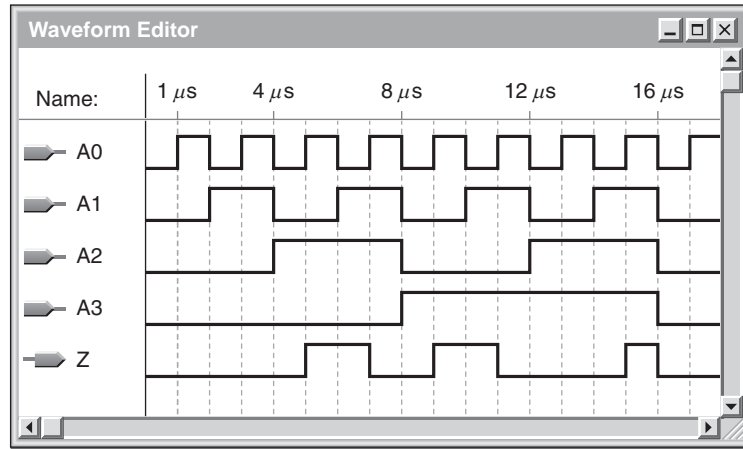 Waveform Editor
Name:
1 μs 4 μs 8 μs 12 μs 16 μs
A0
A1
A2
A3
Z